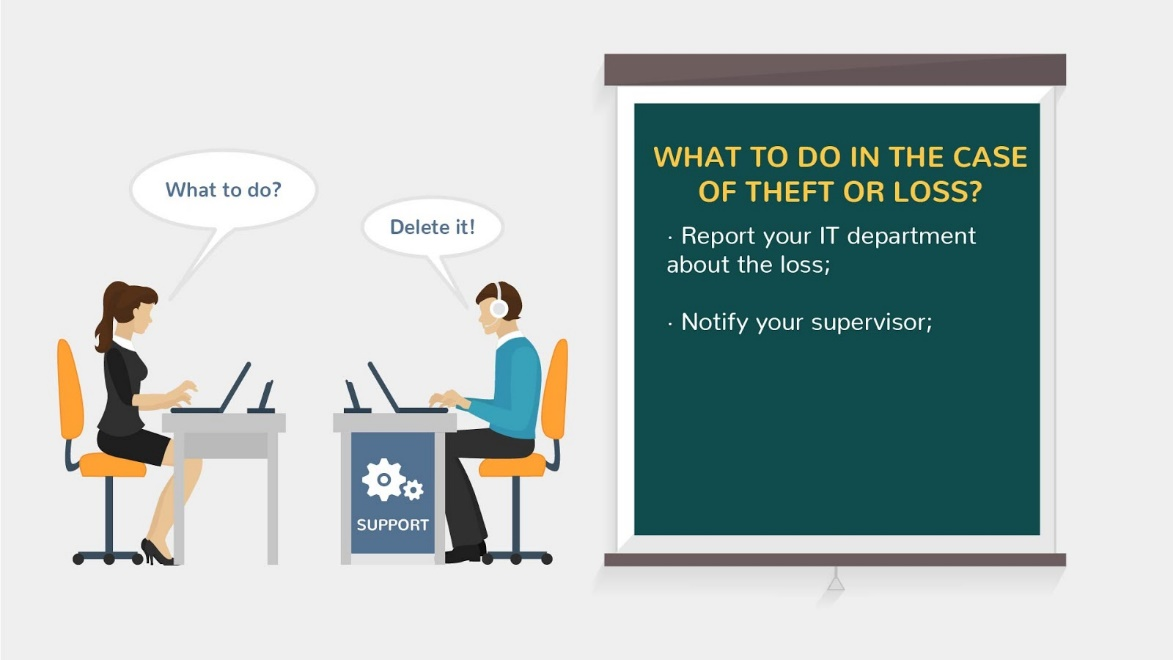 What to do?
Delete it!
SUPPORT
WHAT TO DO IN THE CASE
OF THEFT OR LOSS?
· Report your IT department
about the loss;
· Notify your supervisor;